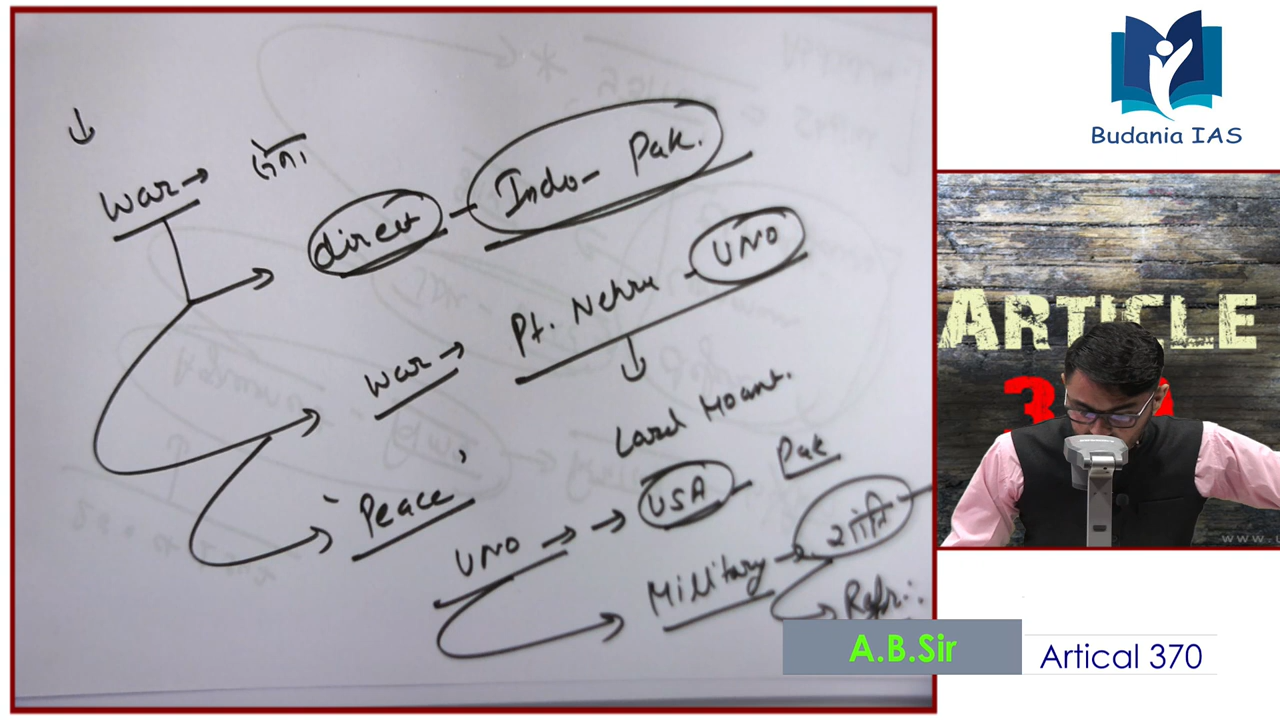 War →
direct - Indo- Pak.
War → Pt. Nehru - UNO
Lord Mount.
Peace,
UNO → → USA - Pak
Military →
Budania IAS
ARTICLE
A.B.Sir
Artical 370